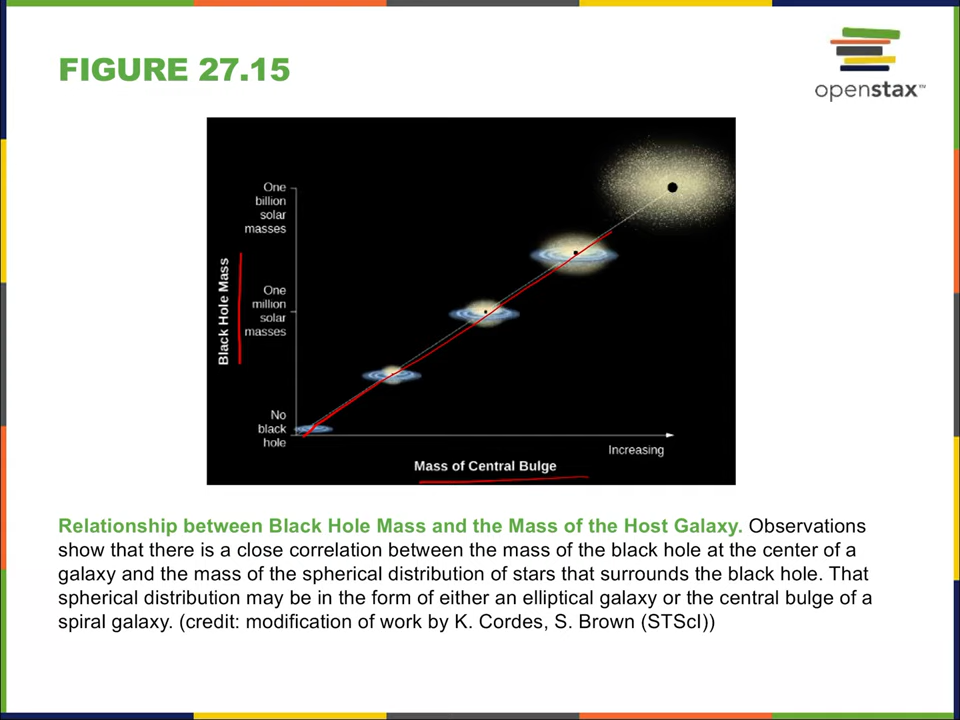 FIGURE 27.15
openstax™
One
billion
solar
masses
One
million
solar
masses
No
black
hole
Black Hole Mass
Increasing
Mass of Central Bulge
Relationship between Black Hole Mass and the Mass of the Host Galaxy. Observations
show that there is a close correlation between the mass of the black hole at the center of a
galaxy and the mass of the spherical distribution of stars that surrounds the black hole. That
spherical distribution may be in the form of either an elliptical galaxy or the central bulge of a
spiral galaxy. (credit: modification of work by K. Cordes, S. Brown (STScI))